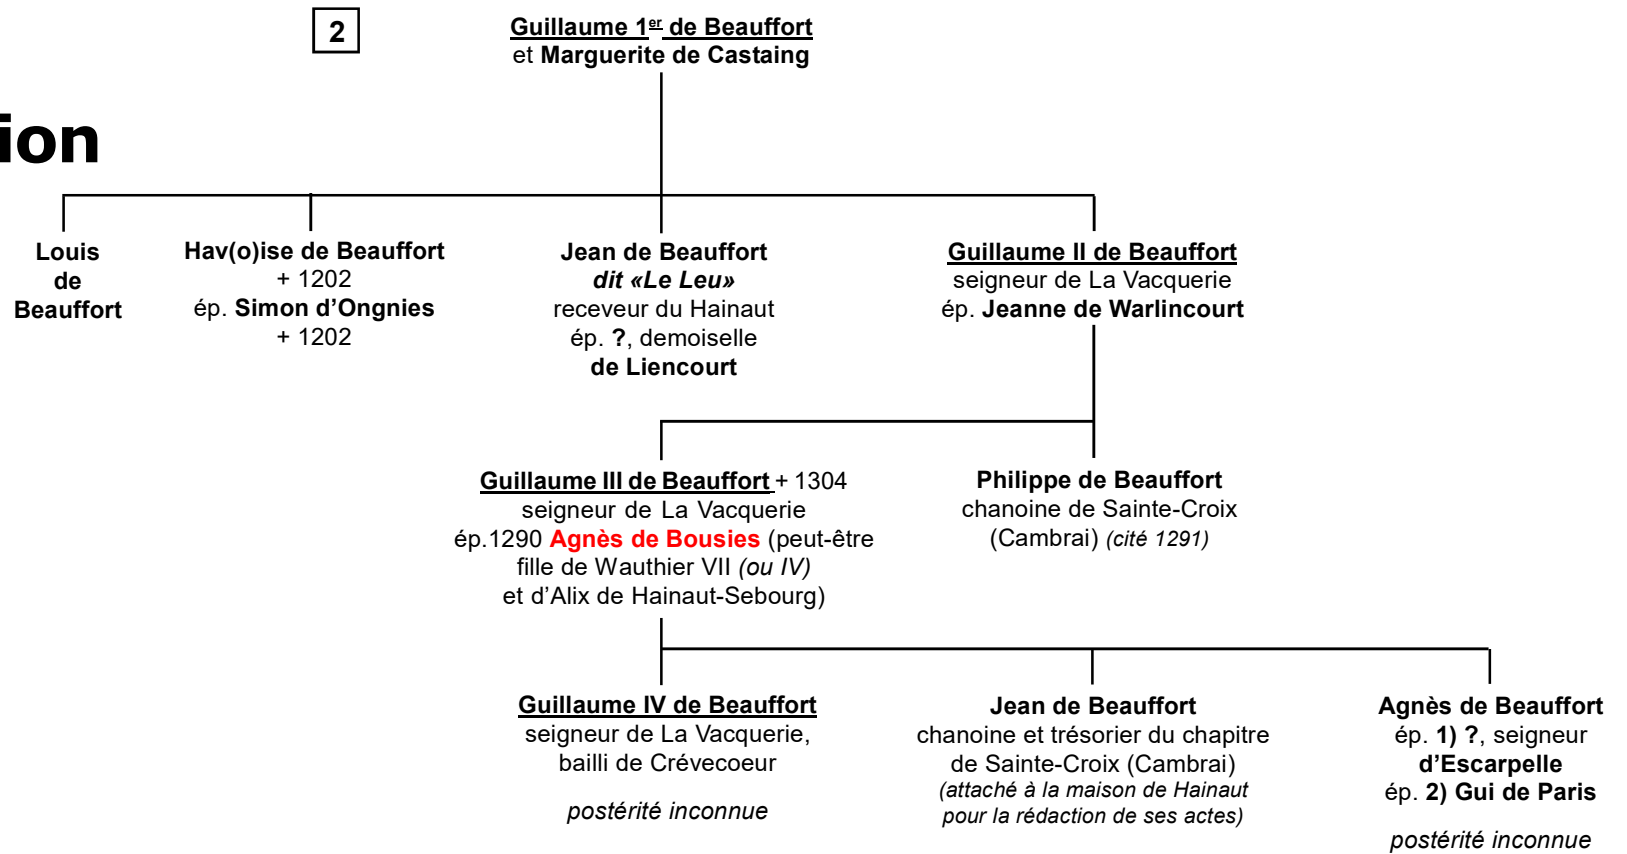 2
Guillaume 1er de Beauffort
et Marguerite de Castaing
ion
Louis
de
Beauffort
Hav(o)ise de Beauffort
+ 1202
ép. Simon d'Ongnies
+ 1202
Jean de Beauffort
dit «Le Leu»
receveur du Hainaut
ép. ?, demoiselle
de Liencourt
Guillaume II de Beauffort
seigneur de La Vacquerie
ép. Jeanne de Warlincourt
Guillaume III de Beauffort + 1304
seigneur de La Vacquerie
ép.1290 Agnès de Bousies (peut-être
fille de Wauthier VII (ou IV)
et d'Alix de Hainaut-Sebourg)
Philippe de Beauffort
chanoine de Sainte-Croix
(Cambrai) (cité 1291)
Guillaume IV de Beauffort
seigneur de La Vacquerie,
bailli de Crévecoeur
postérité inconnue
Jean de Beauffort
chanoine et trésorier du chapitre
de Sainte-Croix (Cambrai)
(attaché à la maison de Hainaut
pour la rédaction de ses actes)
Agnès de Beauffort
ép. 1) ?, seigneur
d'Escarpelle
ép. 2) Gui de Paris
postérité inconnue